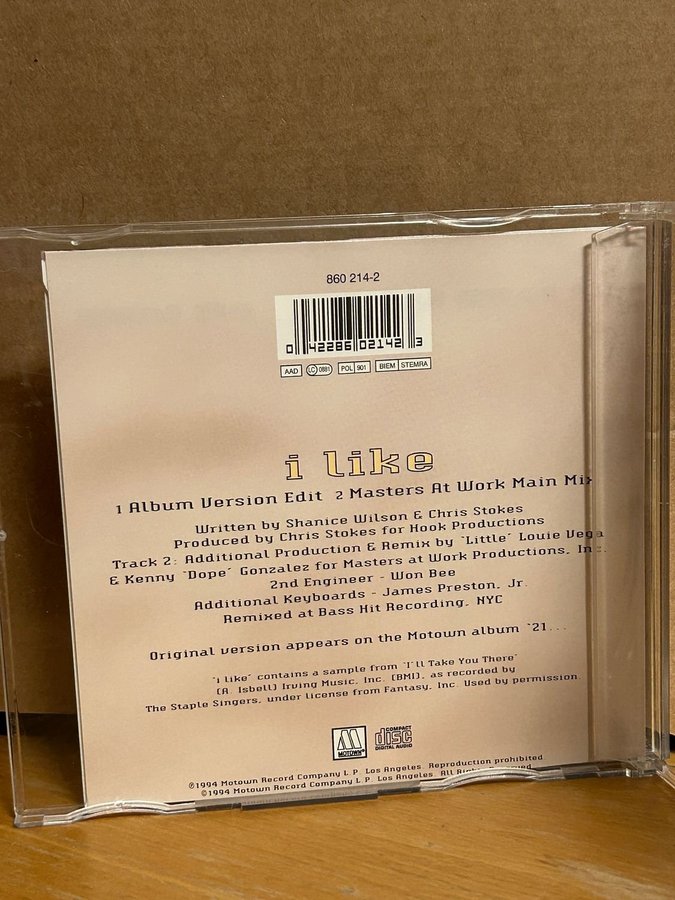 860 214-2
0 42286 02142 3
AAD LC 0881 POL 901 BIEM STEMRA
i like
1 Album Version Edit 2 Masters At Work Main Mix
Written by Shanice Wilson & Chris Stokes
Produced by Chris Stokes for Hook Productions
Track 2: Additional Production & Remix by "Little" Louie Vega
& Kenny "Dope" Gonzalez for Masters at Work Productions, Inc.
2nd Engineer - Won Bee
Additional Keyboards - James Preston, Jr.
Remixed at Bass Hit Recording, NYC
Original version appears on the Motown album "21...
"i like" contains a sample from "I'll Take You There"
(A. Isbell) Irving Music, Inc. (BMI), as recorded by
The Staple Singers, under license from Fantasy, Inc. Used by permission.
MOTOWN® COMPACT disc DIGITAL AUDIO
℗1994 Motown Record Company L.P. Los Angeles. Reproduction prohibited
©1994 Motown Record Company L.P. Los Angeles. All Rights Reserved